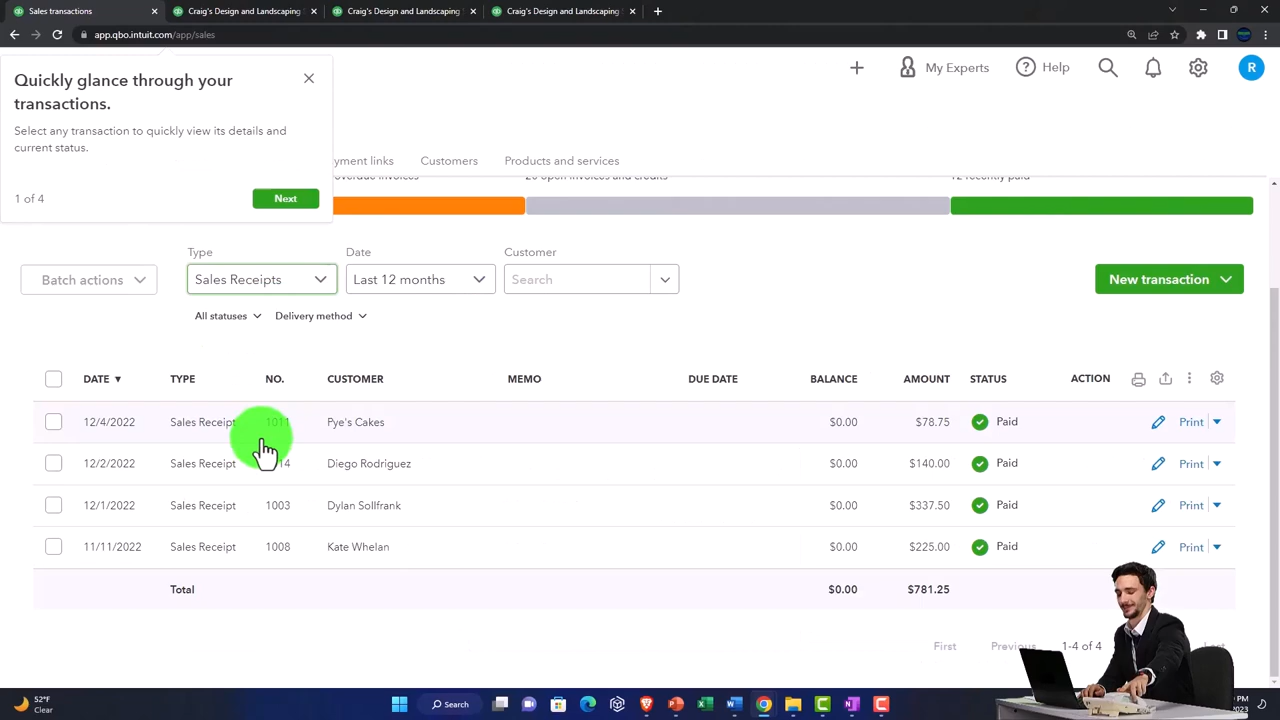 Sales transactions
Craig's Design and Landscaping
Craig's Design and Landscaping
Craig's Design and Landscaping
app.qbo.intuit.com/app/sales
Quickly glance through your
transactions.
Select any transaction to quickly view its details and
current status.
1 of 4
Next
My Experts
Help
R
yment links
Customers
Products and services
Type
Date
Customer
Batch actions
Sales Receipts
Last 12 months
Search
New transaction
All statuses
Delivery method
DATE ▼ TYPE NO. CUSTOMER MEMO DUE DATE BALANCE AMOUNT STATUS ACTION
12/4/2022 Sales Receipt 1011 Pye's Cakes $0.00 $78.75 Paid Print
12/2/2022 Sales Receipt 14 Diego Rodriguez $0.00 $140.00 Paid Print
12/1/2022 Sales Receipt 1003 Dylan Sollfrank $0.00 $337.50 Paid Print
11/11/2022 Sales Receipt 1008 Kate Whelan $0.00 $225.00 Paid Print
Total $0.00 $781.25
First
1-4 of 4
52°F
Clear
Search